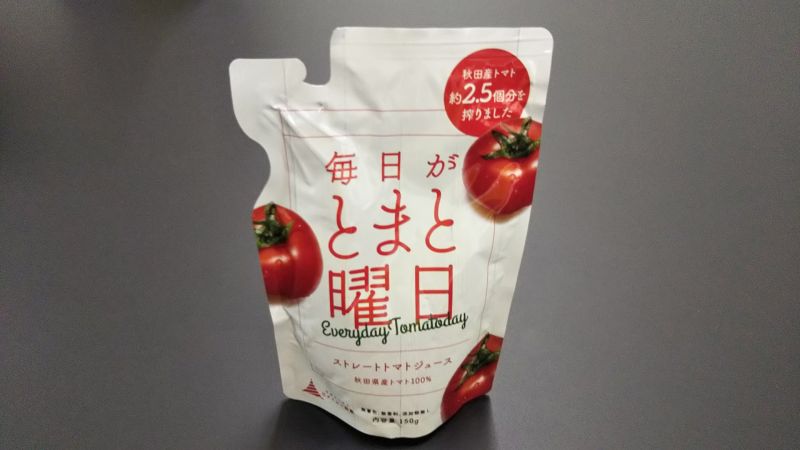 秋田産トマト
約2.5個分を
搾りました
毎日が
とまと
曜日
Everyday Tomatoday
ストレートトマトジュース
秋田県産トマト100%
内容量 150g